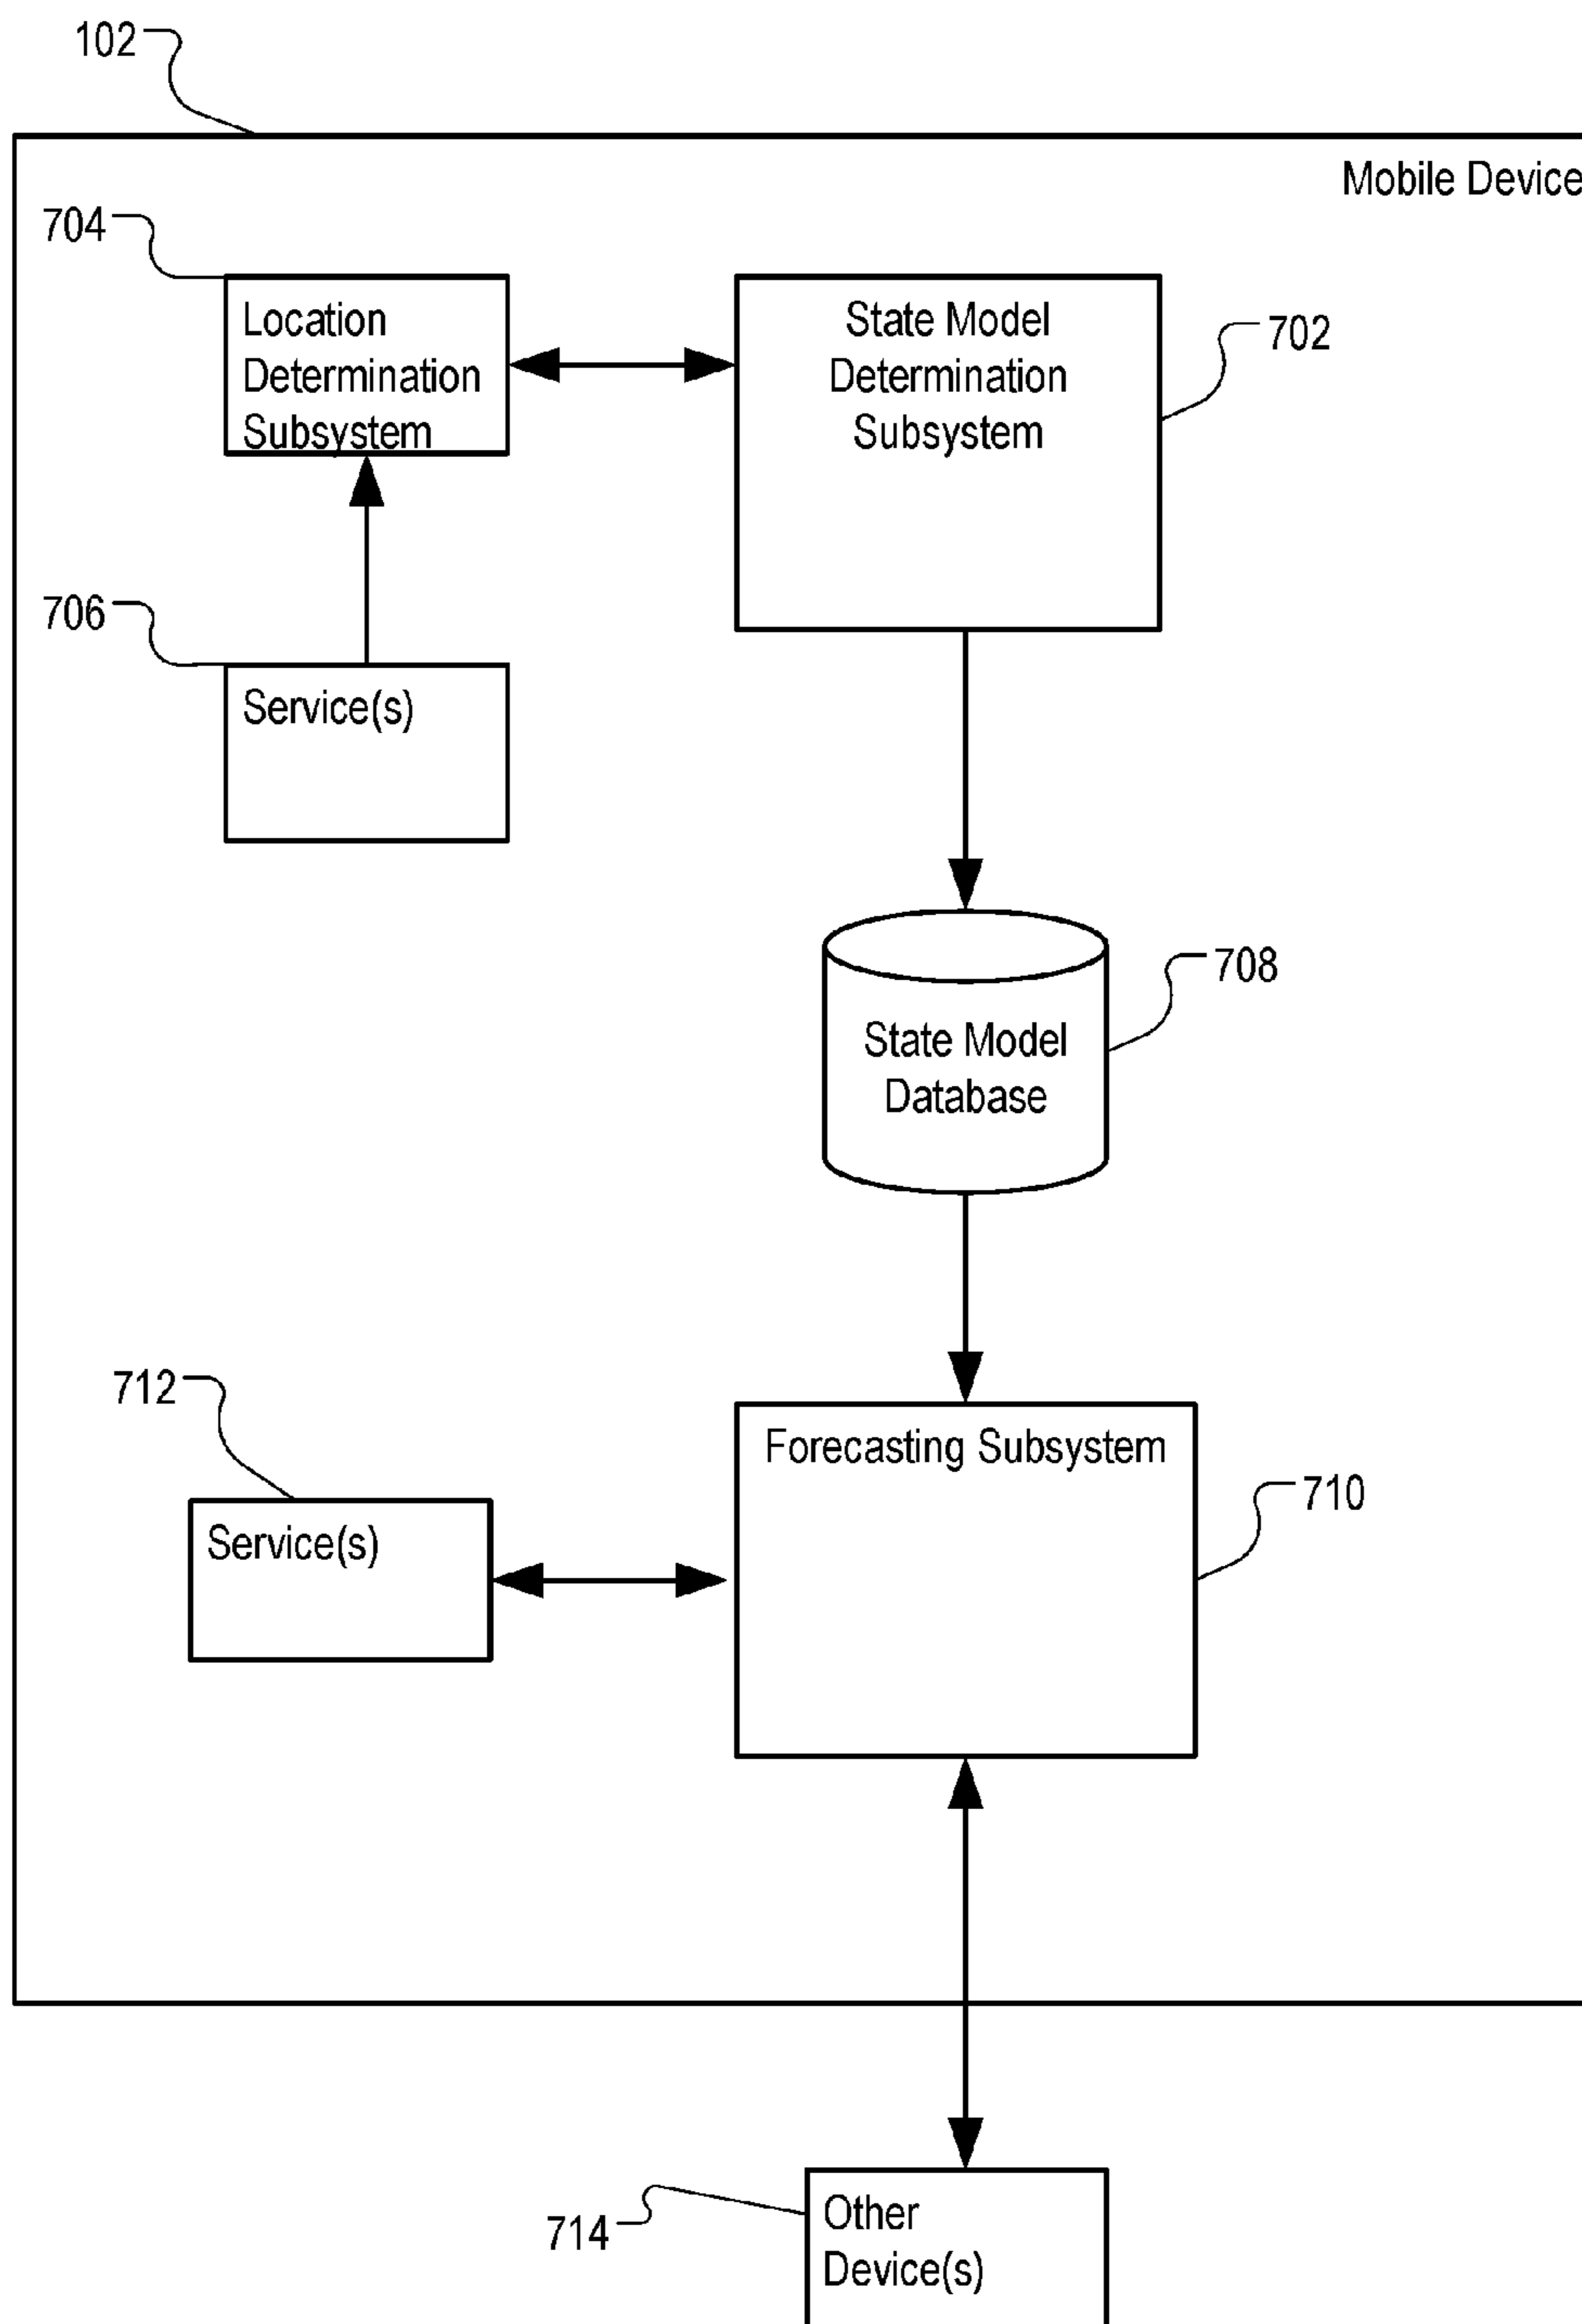 102
Mobile Device
704
Location
Determination
Subsystem
State Model
Determination
Subsystem
702
706
Service(s)
708
State Model
Database
712
Forecasting Subsystem
710
Service(s)
714
Other
Device(s)